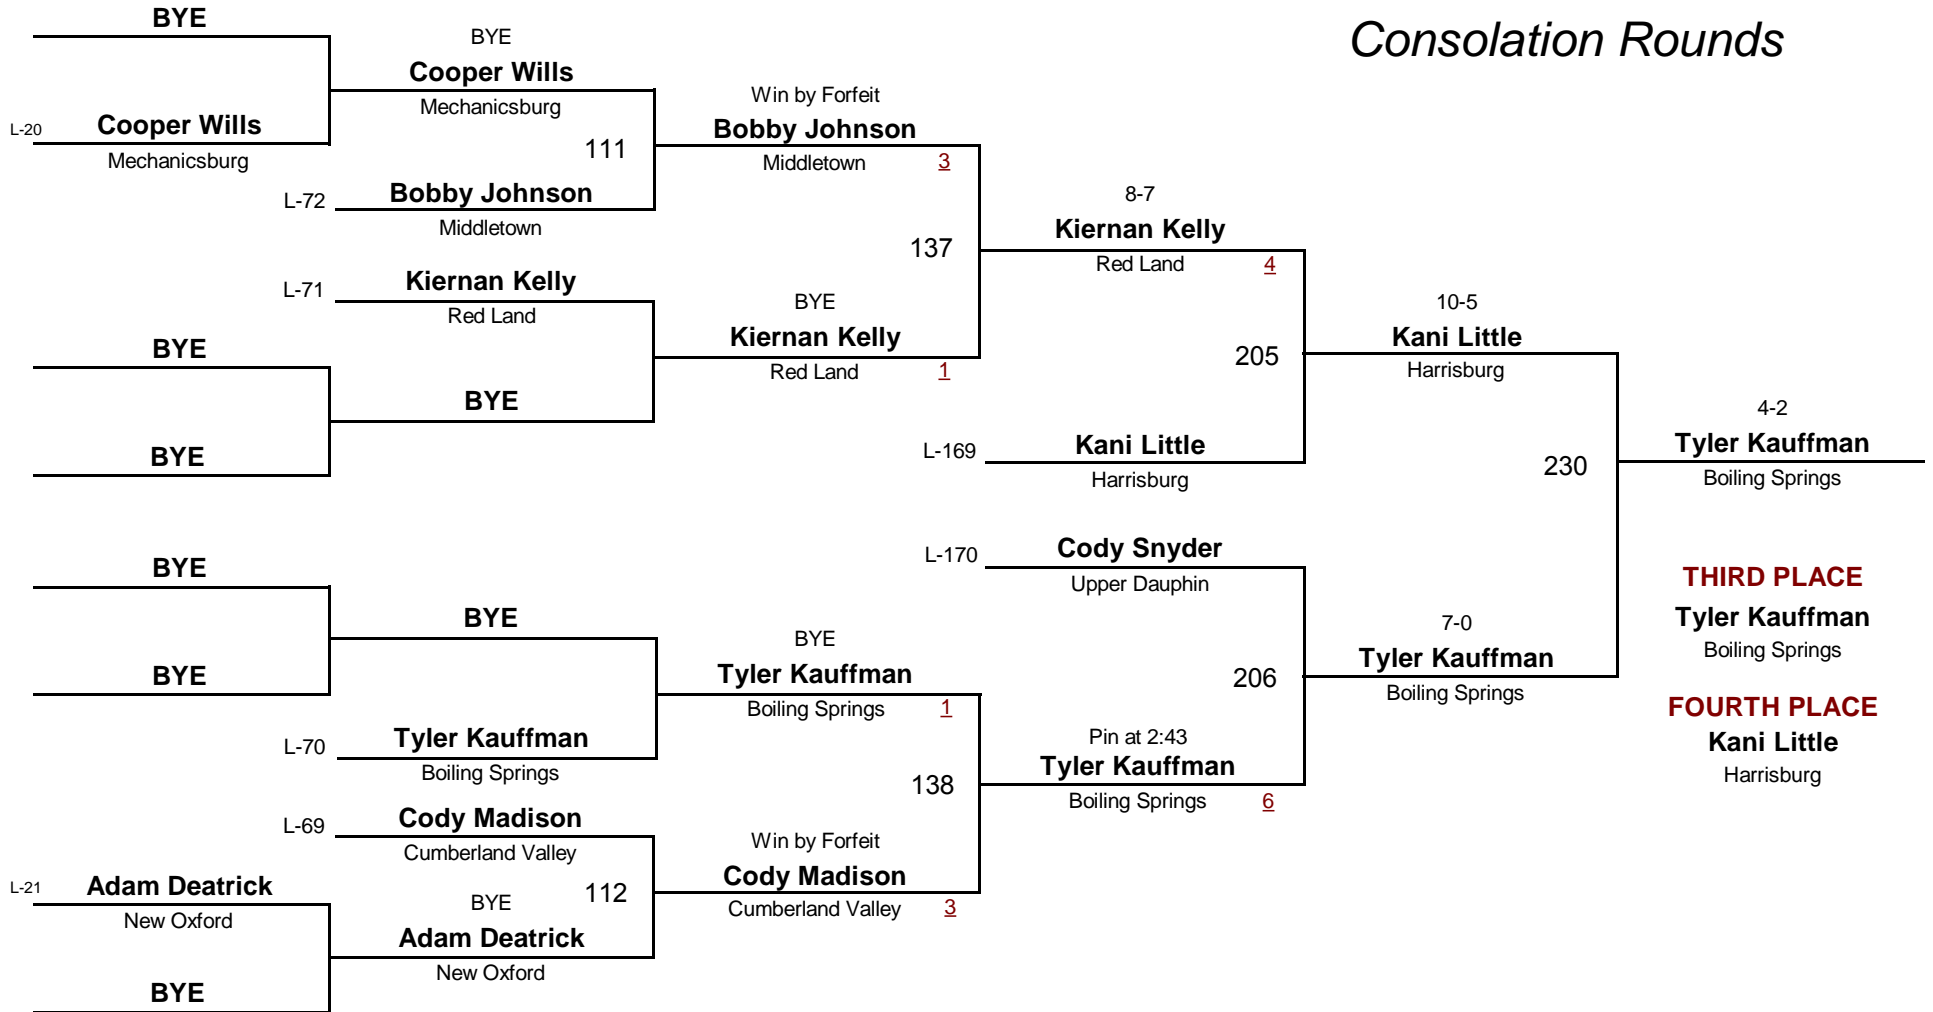 Consolation Rounds
BYE
L-20
Cooper Wills
Mechanicsburg
BYE
BYE
BYE
BYE
L-21
Adam Deatrick
New Oxford
BYE
BYE
Cooper Wills
Mechanicsburg
111
L-72
Bobby Johnson
Middletown
L-71
Kiernan Kelly
Red Land
BYE
BYE
L-70
Tyler Kauffman
Boiling Springs
L-69
Cody Madison
Cumberland Valley
112
BYE
Adam Deatrick
New Oxford
Win by Forfeit
Bobby Johnson
Middletown
3
137
BYE
Kiernan Kelly
Red Land
1
BYE
Tyler Kauffman
Boiling Springs
1
138
Win by Forfeit
Cody Madison
Cumberland Valley
3
8-7
Kiernan Kelly
Red Land
4
205
L-169
Kani Little
Harrisburg
L-170
Cody Snyder
Upper Dauphin
206
Pin at 2:43
Tyler Kauffman
Boiling Springs
6
10-5
Kani Little
Harrisburg
230
7-0
Tyler Kauffman
Boiling Springs
4-2
Tyler Kauffman
Boiling Springs
THIRD PLACE
Tyler Kauffman
Boiling Springs
FOURTH PLACE
Kani Little
Harrisburg